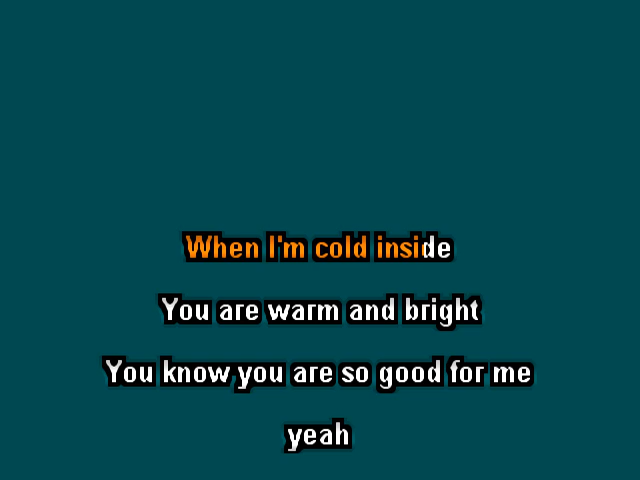 When I'm cold inside
You are warm and bright
You know you are so good for me
yeah